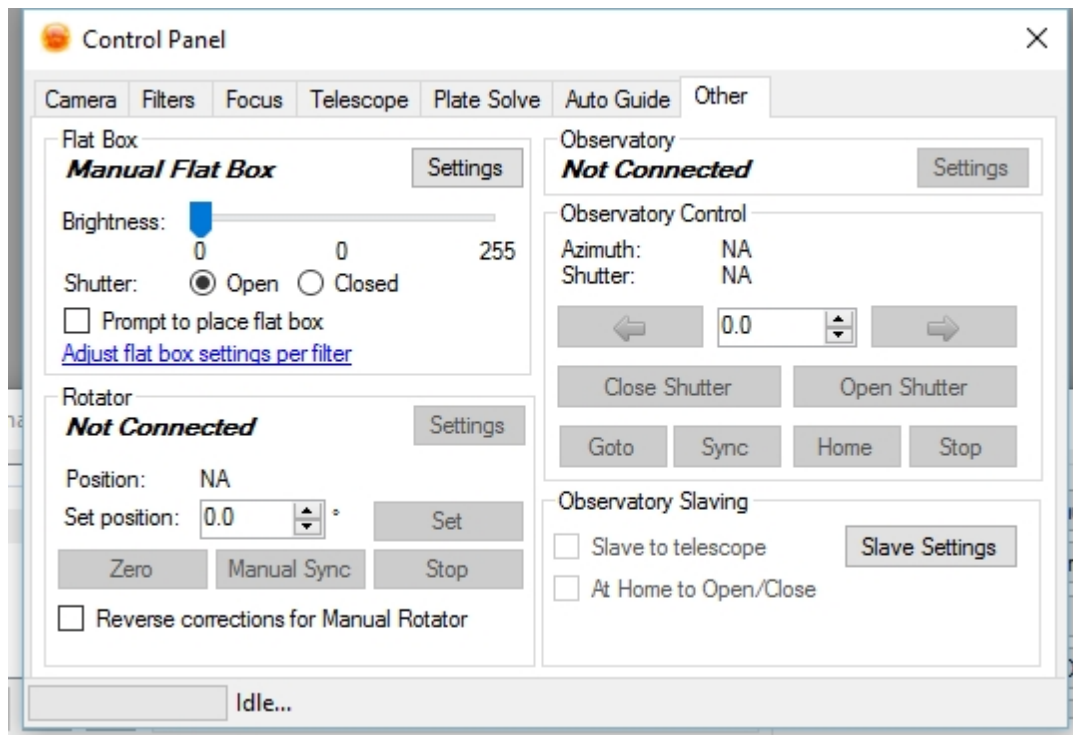 Control Panel
Camera Filters Focus Telescope Plate Solve Auto Guide Other
Flat Box
Manual Flat Box Settings
Brightness:
0 0 255
Shutter: Open Closed
Prompt to place flat box
Adjust flat box settings per filter
Rotator
Not Connected Settings
Position: NA
Set position: 0.0 ° Set
Zero Manual Sync Stop
Reverse corrections for Manual Rotator
Observatory
Not Connected Settings
Observatory Control
Azimuth: NA
Shutter: NA
0.0
Close Shutter Open Shutter
Goto Sync Home Stop
Observatory Slaving
Slave to telescope Slave Settings
At Home to Open/Close
Idle...